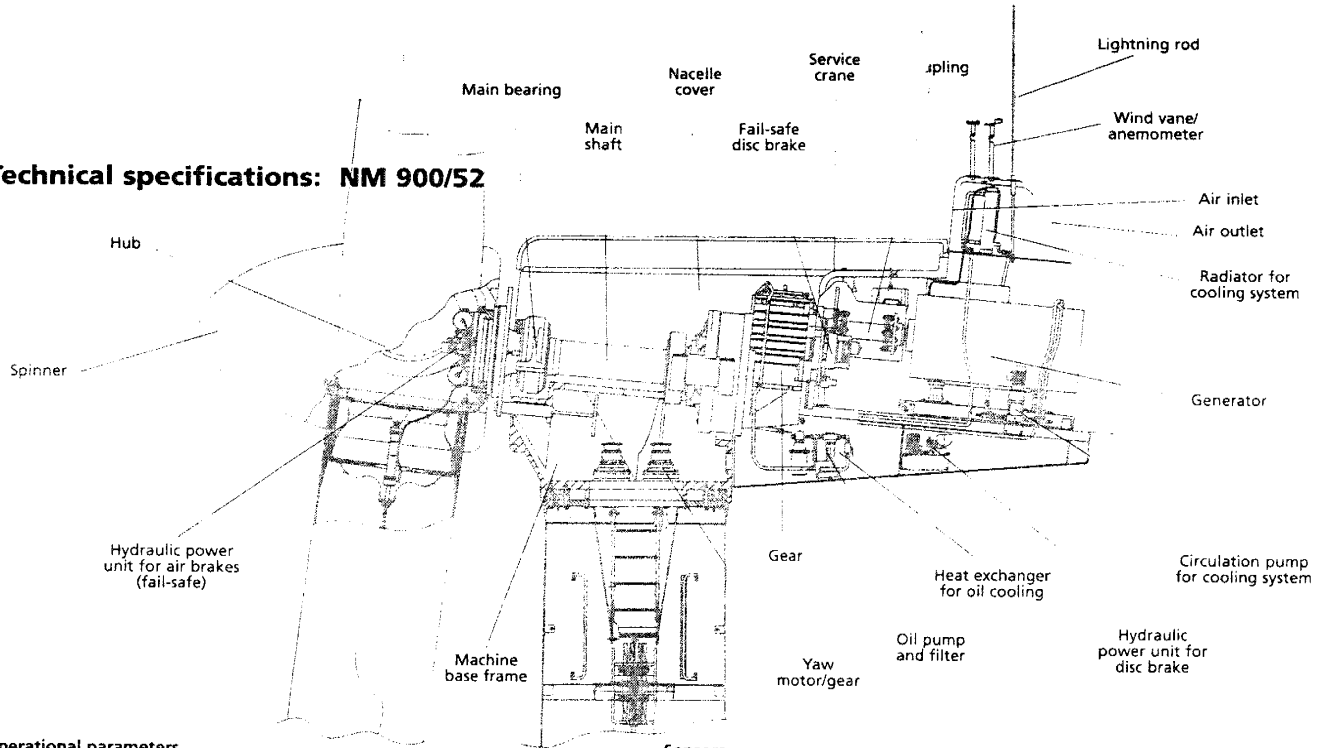 Lightning rod
Service
crane
upling
Nacelle
cover
Main bearing
Wind vane/
anemometer
Main
shaft
Fail-safe
disc brake
Technical specifications: NM 900/52
Air inlet
Air outlet
Hub
Radiator for
cooling system
Spinner
Generator
Hydraulic power
unit for air brakes
(fail-safe)
Gear
Heat exchanger
for oil cooling
Circulation pump
for cooling system
Oil pump
and filter
Hydraulic
power unit for
disc brake
Machine
base frame
Yaw
motor/gear
perational parameters